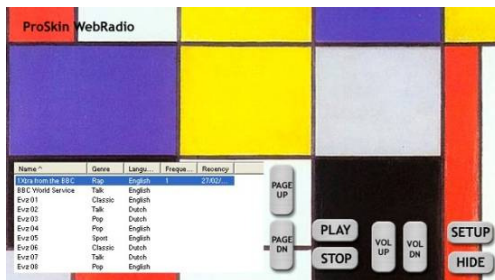 ProSkin WebRadio
Name ^ Genre Langu... Freque... Recency
1Xtra from the BBC Rap English 1 27/02/...
BBC World Service Talk English
Evz 01 Classic English
Evz 02 Talk Dutch
Evz 03 Pop Dutch
Evz 04 Pop English
Evz 05 Sport English
Evz 06 Classic Dutch
Evz 07 Talk Dutch
Evz 08 Pop English
PAGE
UP
PAGE
DN
PLAY
STOP
VOL
UP
VOL
DN
SETUP
HIDE